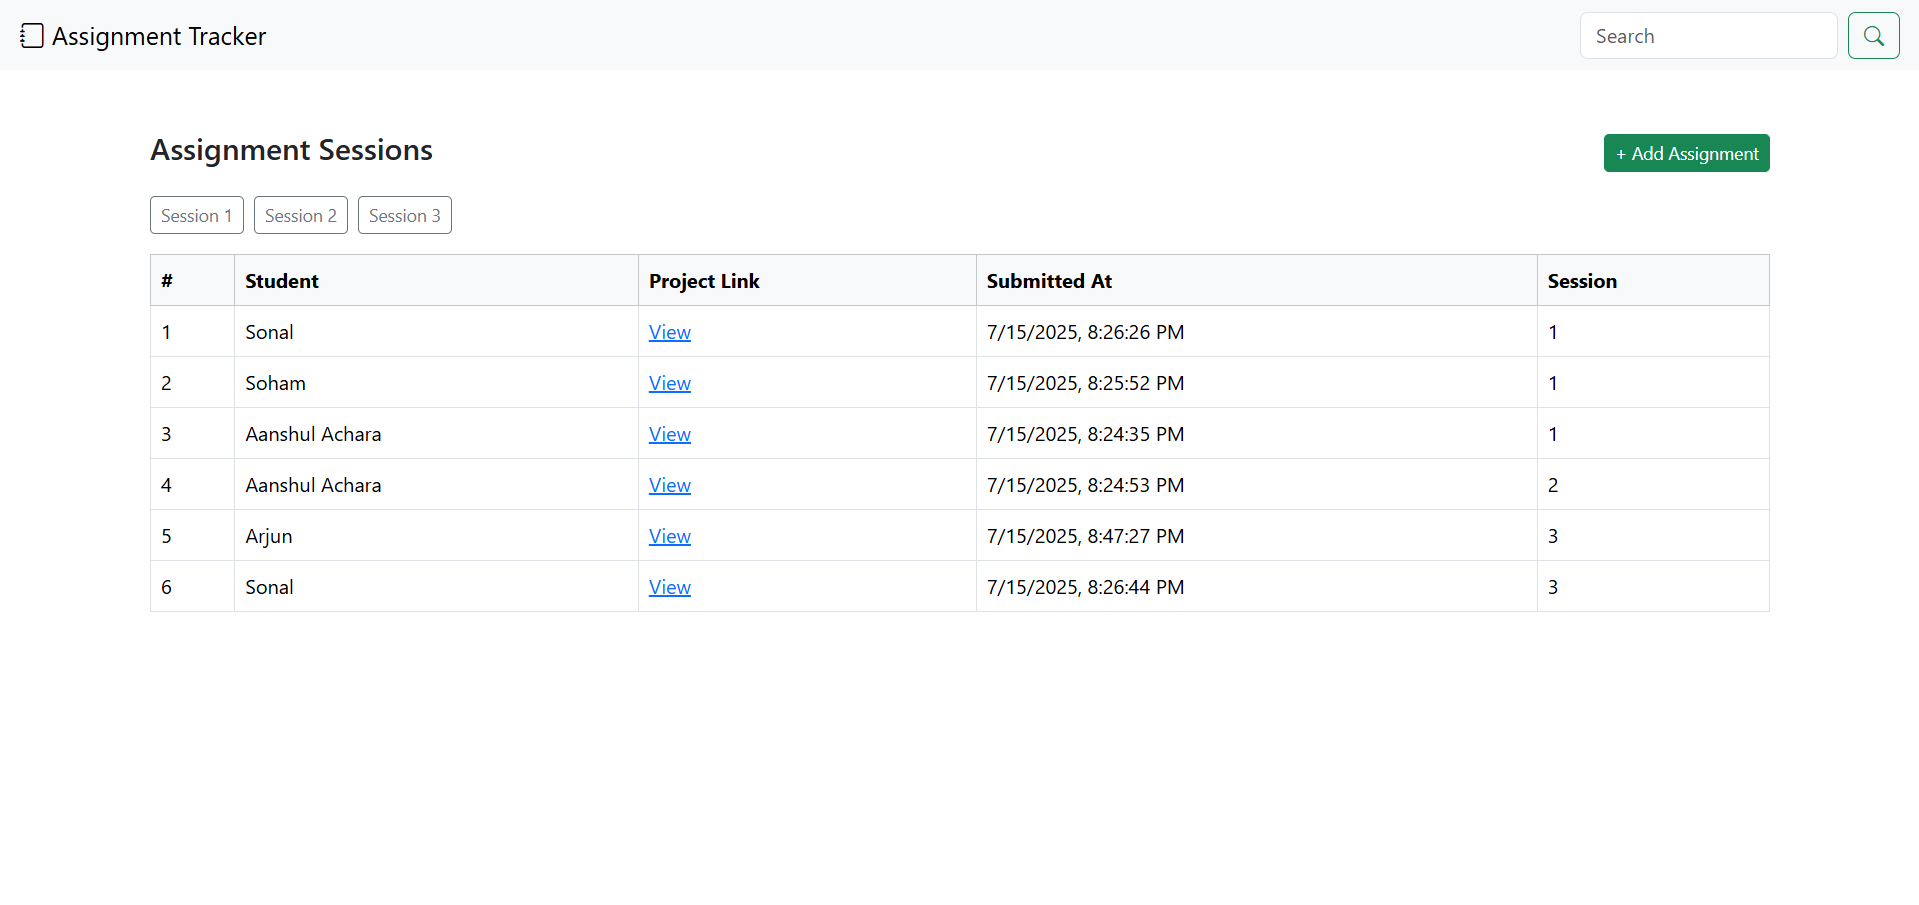 Assignment Tracker
Search
Assignment Sessions
+ Add Assignment
Session 1 Session 2 Session 3
# Student Project Link Submitted At Session
1 Sonal View 7/15/2025, 8:26:26 PM 1
2 Soham View 7/15/2025, 8:25:52 PM 1
3 Aanshul Achara View 7/15/2025, 8:24:35 PM 1
4 Aanshul Achara View 7/15/2025, 8:24:53 PM 2
5 Arjun View 7/15/2025, 8:47:27 PM 3
6 Sonal View 7/15/2025, 8:26:44 PM 3